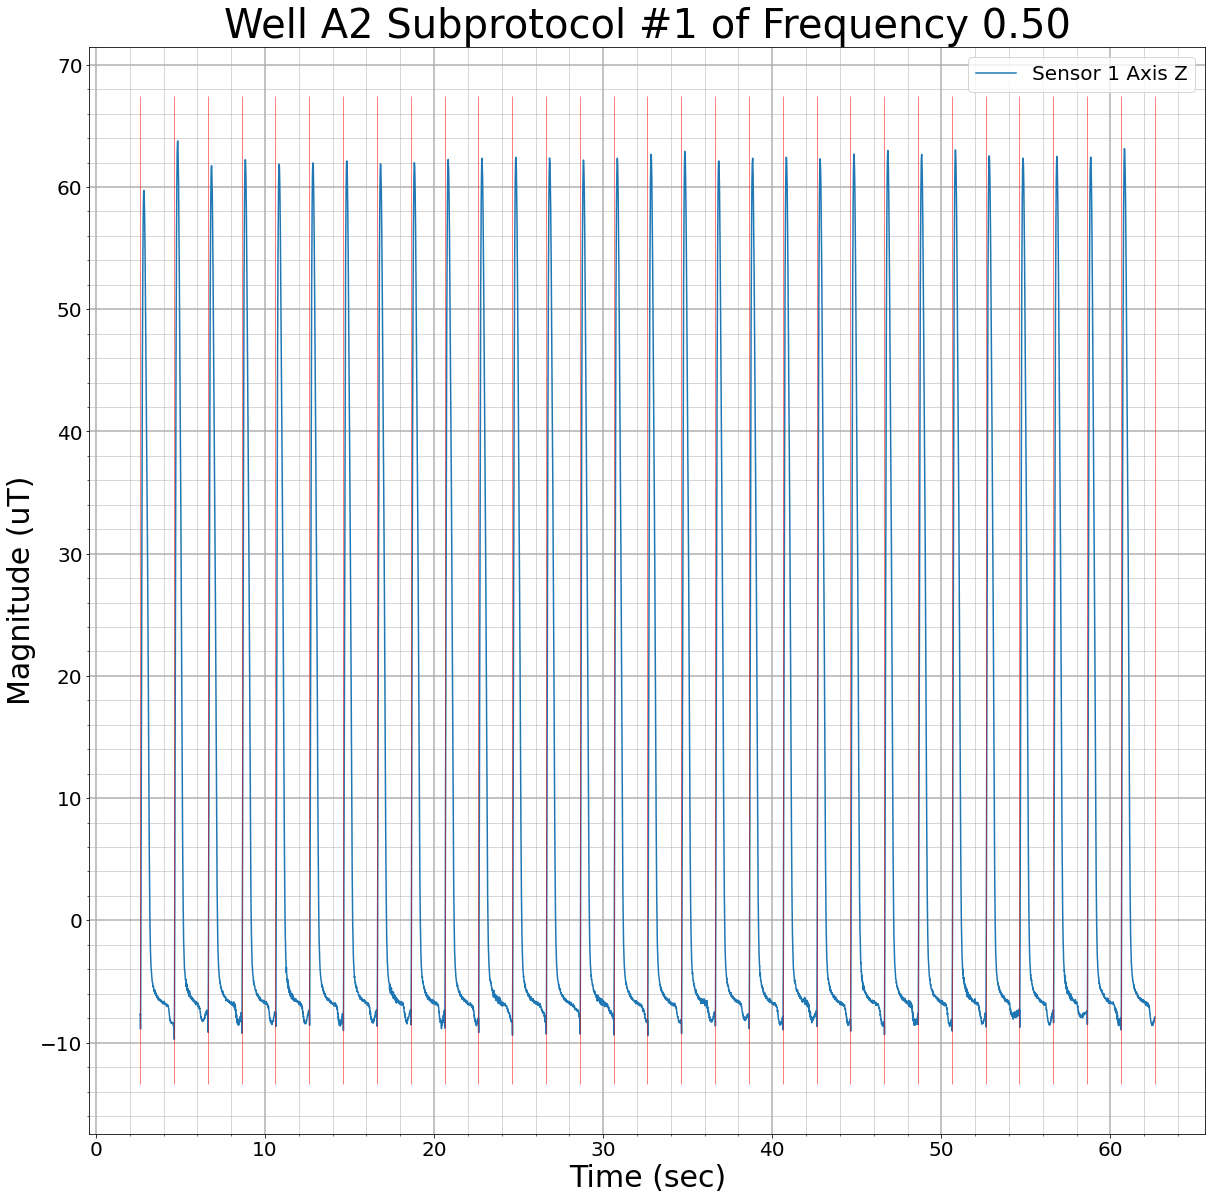 Well A2 Subprotocol #1 of Frequency 0.50
Sensor 1 Axis Z
70
60
50
40
30
20
10
0
−10
Magnitude (uT)
0 10 20 30 40 50 60
Time (sec)